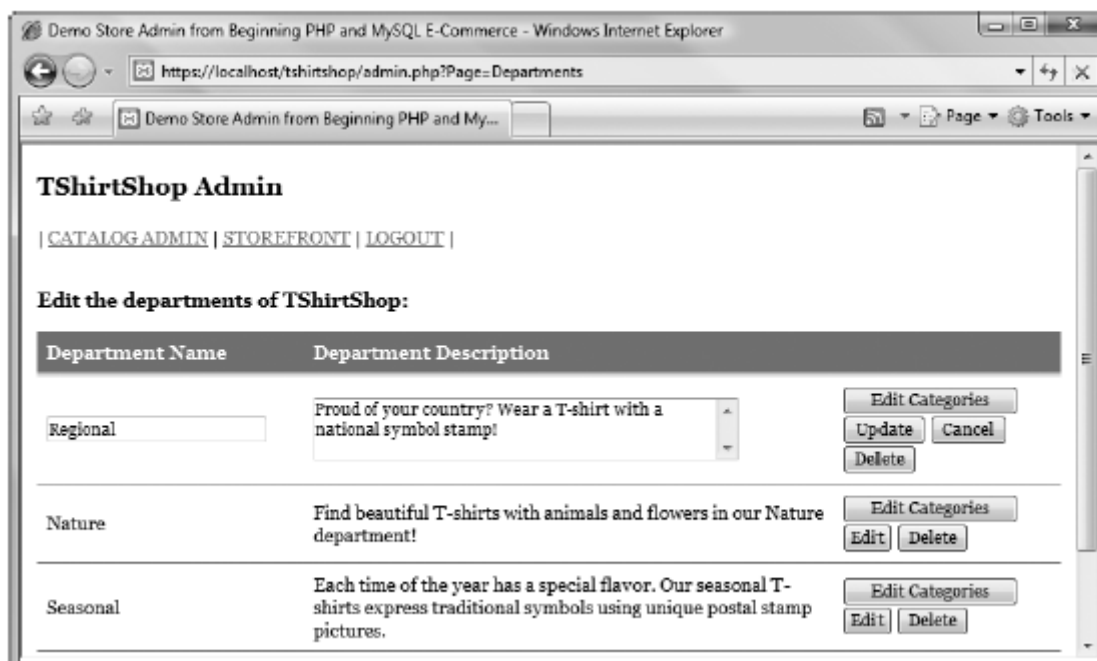 Demo Store Admin from Beginning PHP and MySQL E-Commerce - Windows Internet Explorer
https://localhost/tshirtshop/admin.php?Page=Departments
Demo Store Admin from Beginning PHP and My...
Page
Tools
TShirtShop Admin
| CATALOG ADMIN | STOREFRONT | LOGOUT |
Edit the departments of TShirtShop:
Department Name Department Description
Regional
Proud of your country? Wear a T-shirt with a
national symbol stamp!
Edit Categories
Update Cancel
Delete
Nature
Find beautiful T-shirts with animals and flowers in our Nature
department!
Edit Categories
Edit Delete
Seasonal
Each time of the year has a special flavor. Our seasonal T-
shirts express traditional symbols using unique postal stamp
pictures.
Edit Categories
Edit Delete